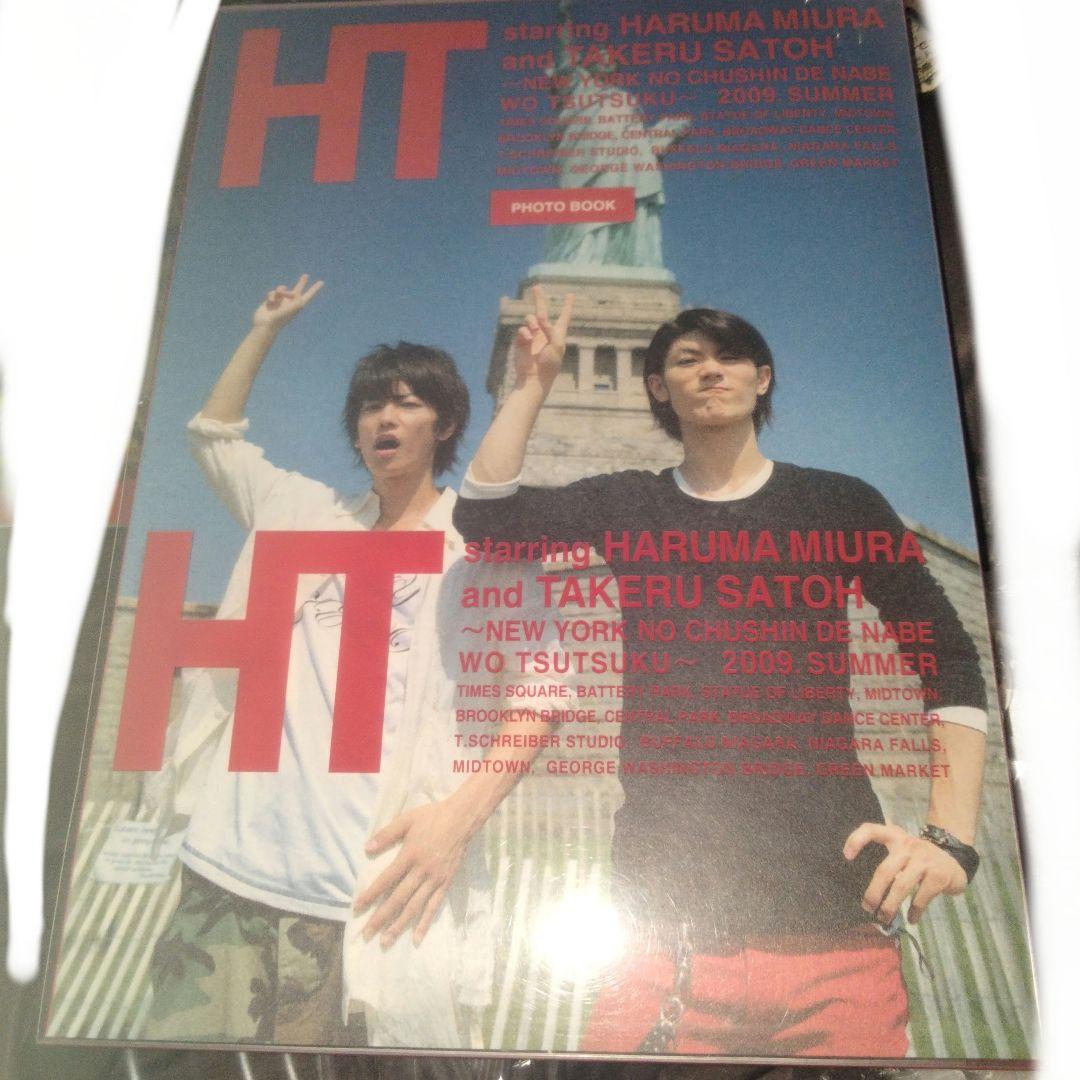 HT
starring HARUMA MIURA
and TAKERU SATOH
～NEW YORK NO CHUSHIN DE NABE
WO TSUTSUKU～ 2009. SUMMER
TIMES SQUARE, BATTERY PARK, STATUE OF LIBERTY, MIDTOWN,
BROOKLYN BRIDGE, CENTRAL PARK, BROADWAY DANCE CENTER,
T.SCHREIBER STUDIO, BUFFALO NIAGARA, NIAGARA FALLS,
MIDTOWN, GEORGE WASHINGTON BRIDGE, GREEN MARKET
PHOTO BOOK
HT
starring HARUMA MIURA
and TAKERU SATOH
～NEW YORK NO CHUSHIN DE NABE
WO TSUTSUKU～ 2009. SUMMER
TIMES SQUARE, BATTERY PARK, STATUE OF LIBERTY, MIDTOWN,
BROOKLYN BRIDGE, CENTRAL PARK, BROADWAY DANCE CENTER,
T.SCHREIBER STUDIO, BUFFALO NIAGARA, NIAGARA FALLS,
MIDTOWN, GEORGE WASHINGTON BRIDGE, GREEN MARKET